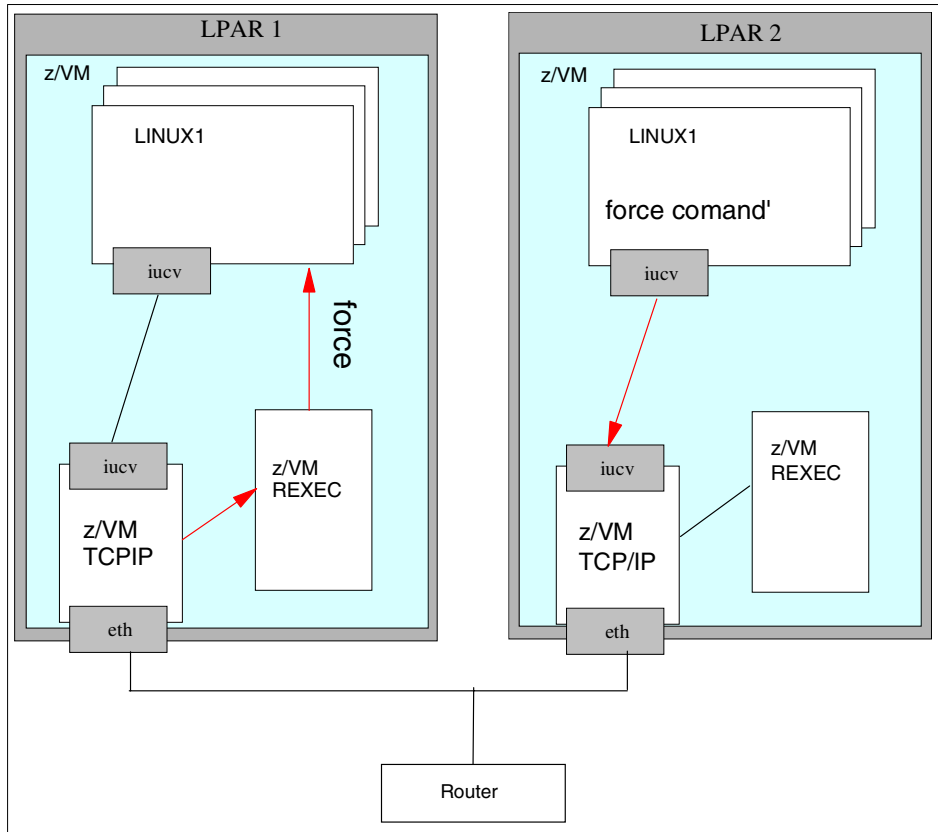 LPAR 1
z/VM
LINUX1
iucv
force
iucv
z/VM
TCPIP
z/VM
REXEC
eth
LPAR 2
z/VM
LINUX1
force comand'
iucv
iucv
z/VM
TCP/IP
z/VM
REXEC
eth
Router